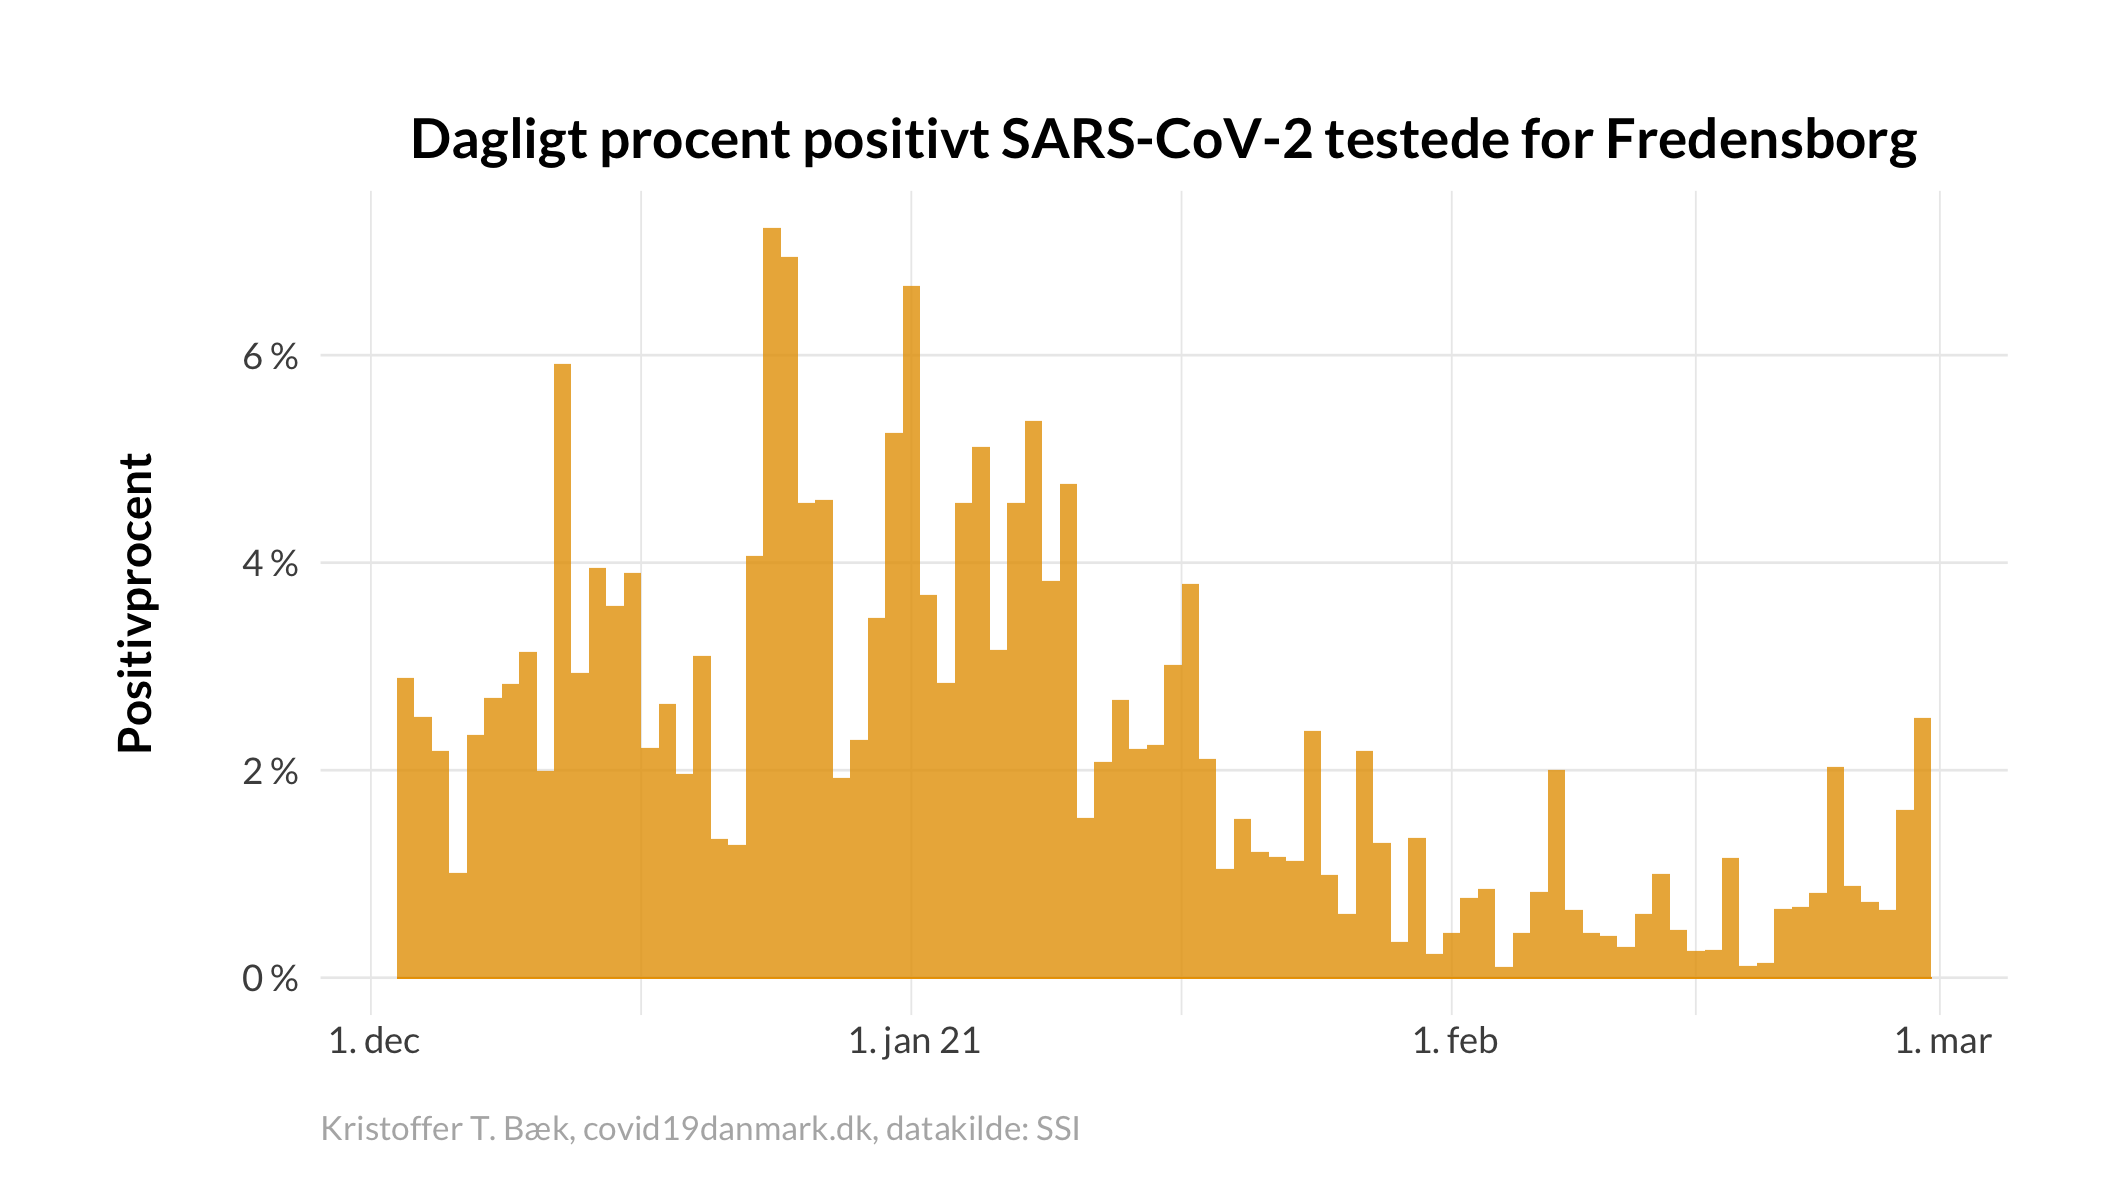 Dagligt procent positivt SARS-CoV-2 testede for Fredensborg
Positivprocent
6 %
4 %
2 %
0 %
1. dec
1. jan 21
1. feb
1. mar
Kristoffer T. Bæk, covid19danmark.dk, datakilde: SSI